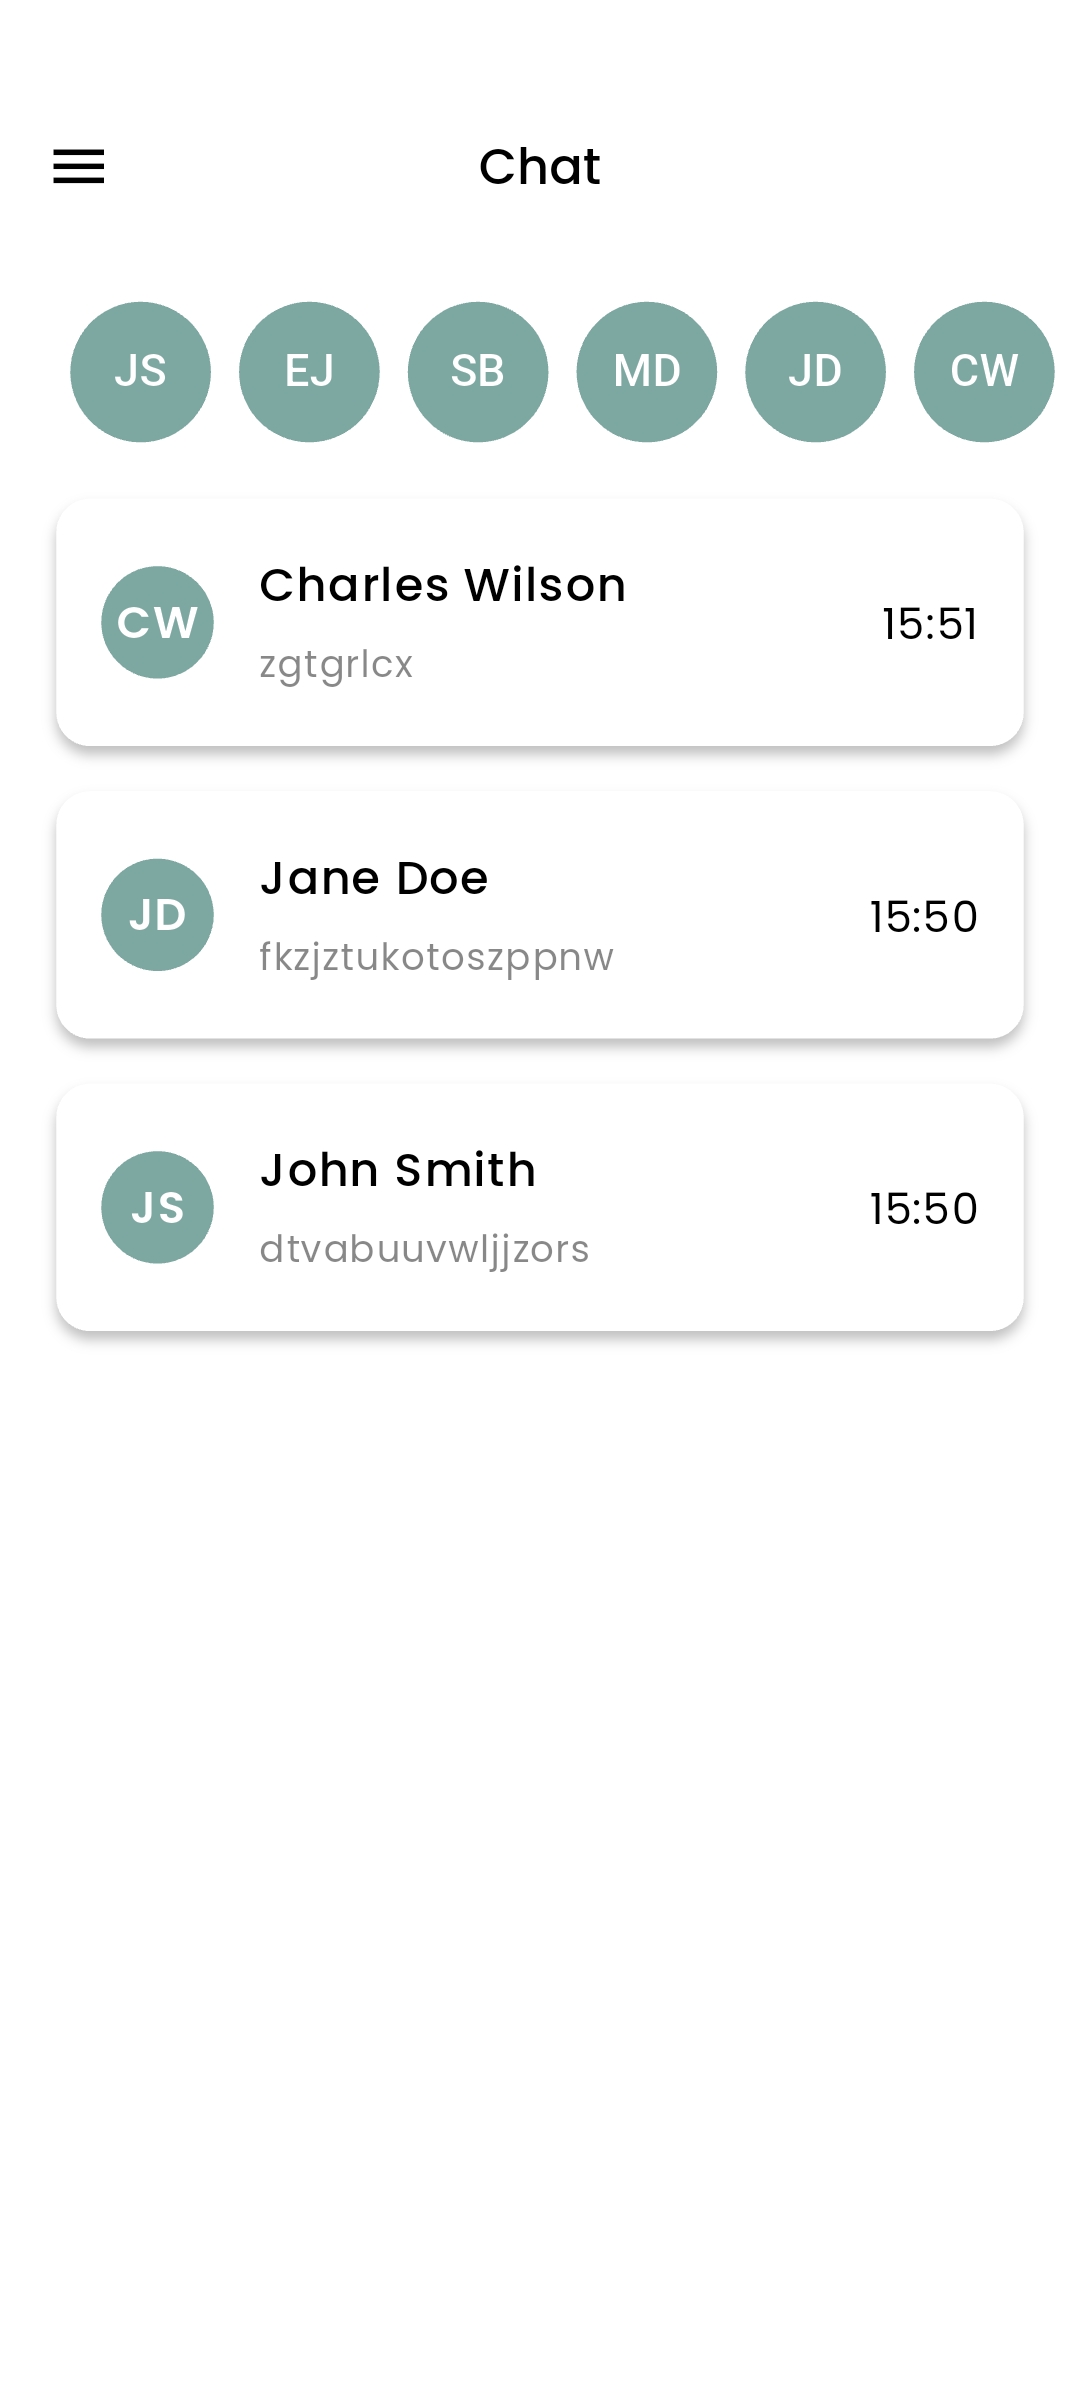 Chat
JS EJ SB MD JD CW
CW
Charles Wilson
zgtgrlcx
15:51
JD
Jane Doe
fkzjztukotoszppnw
15:50
JS
John Smith
dtvabuuvwljjzors
15:50